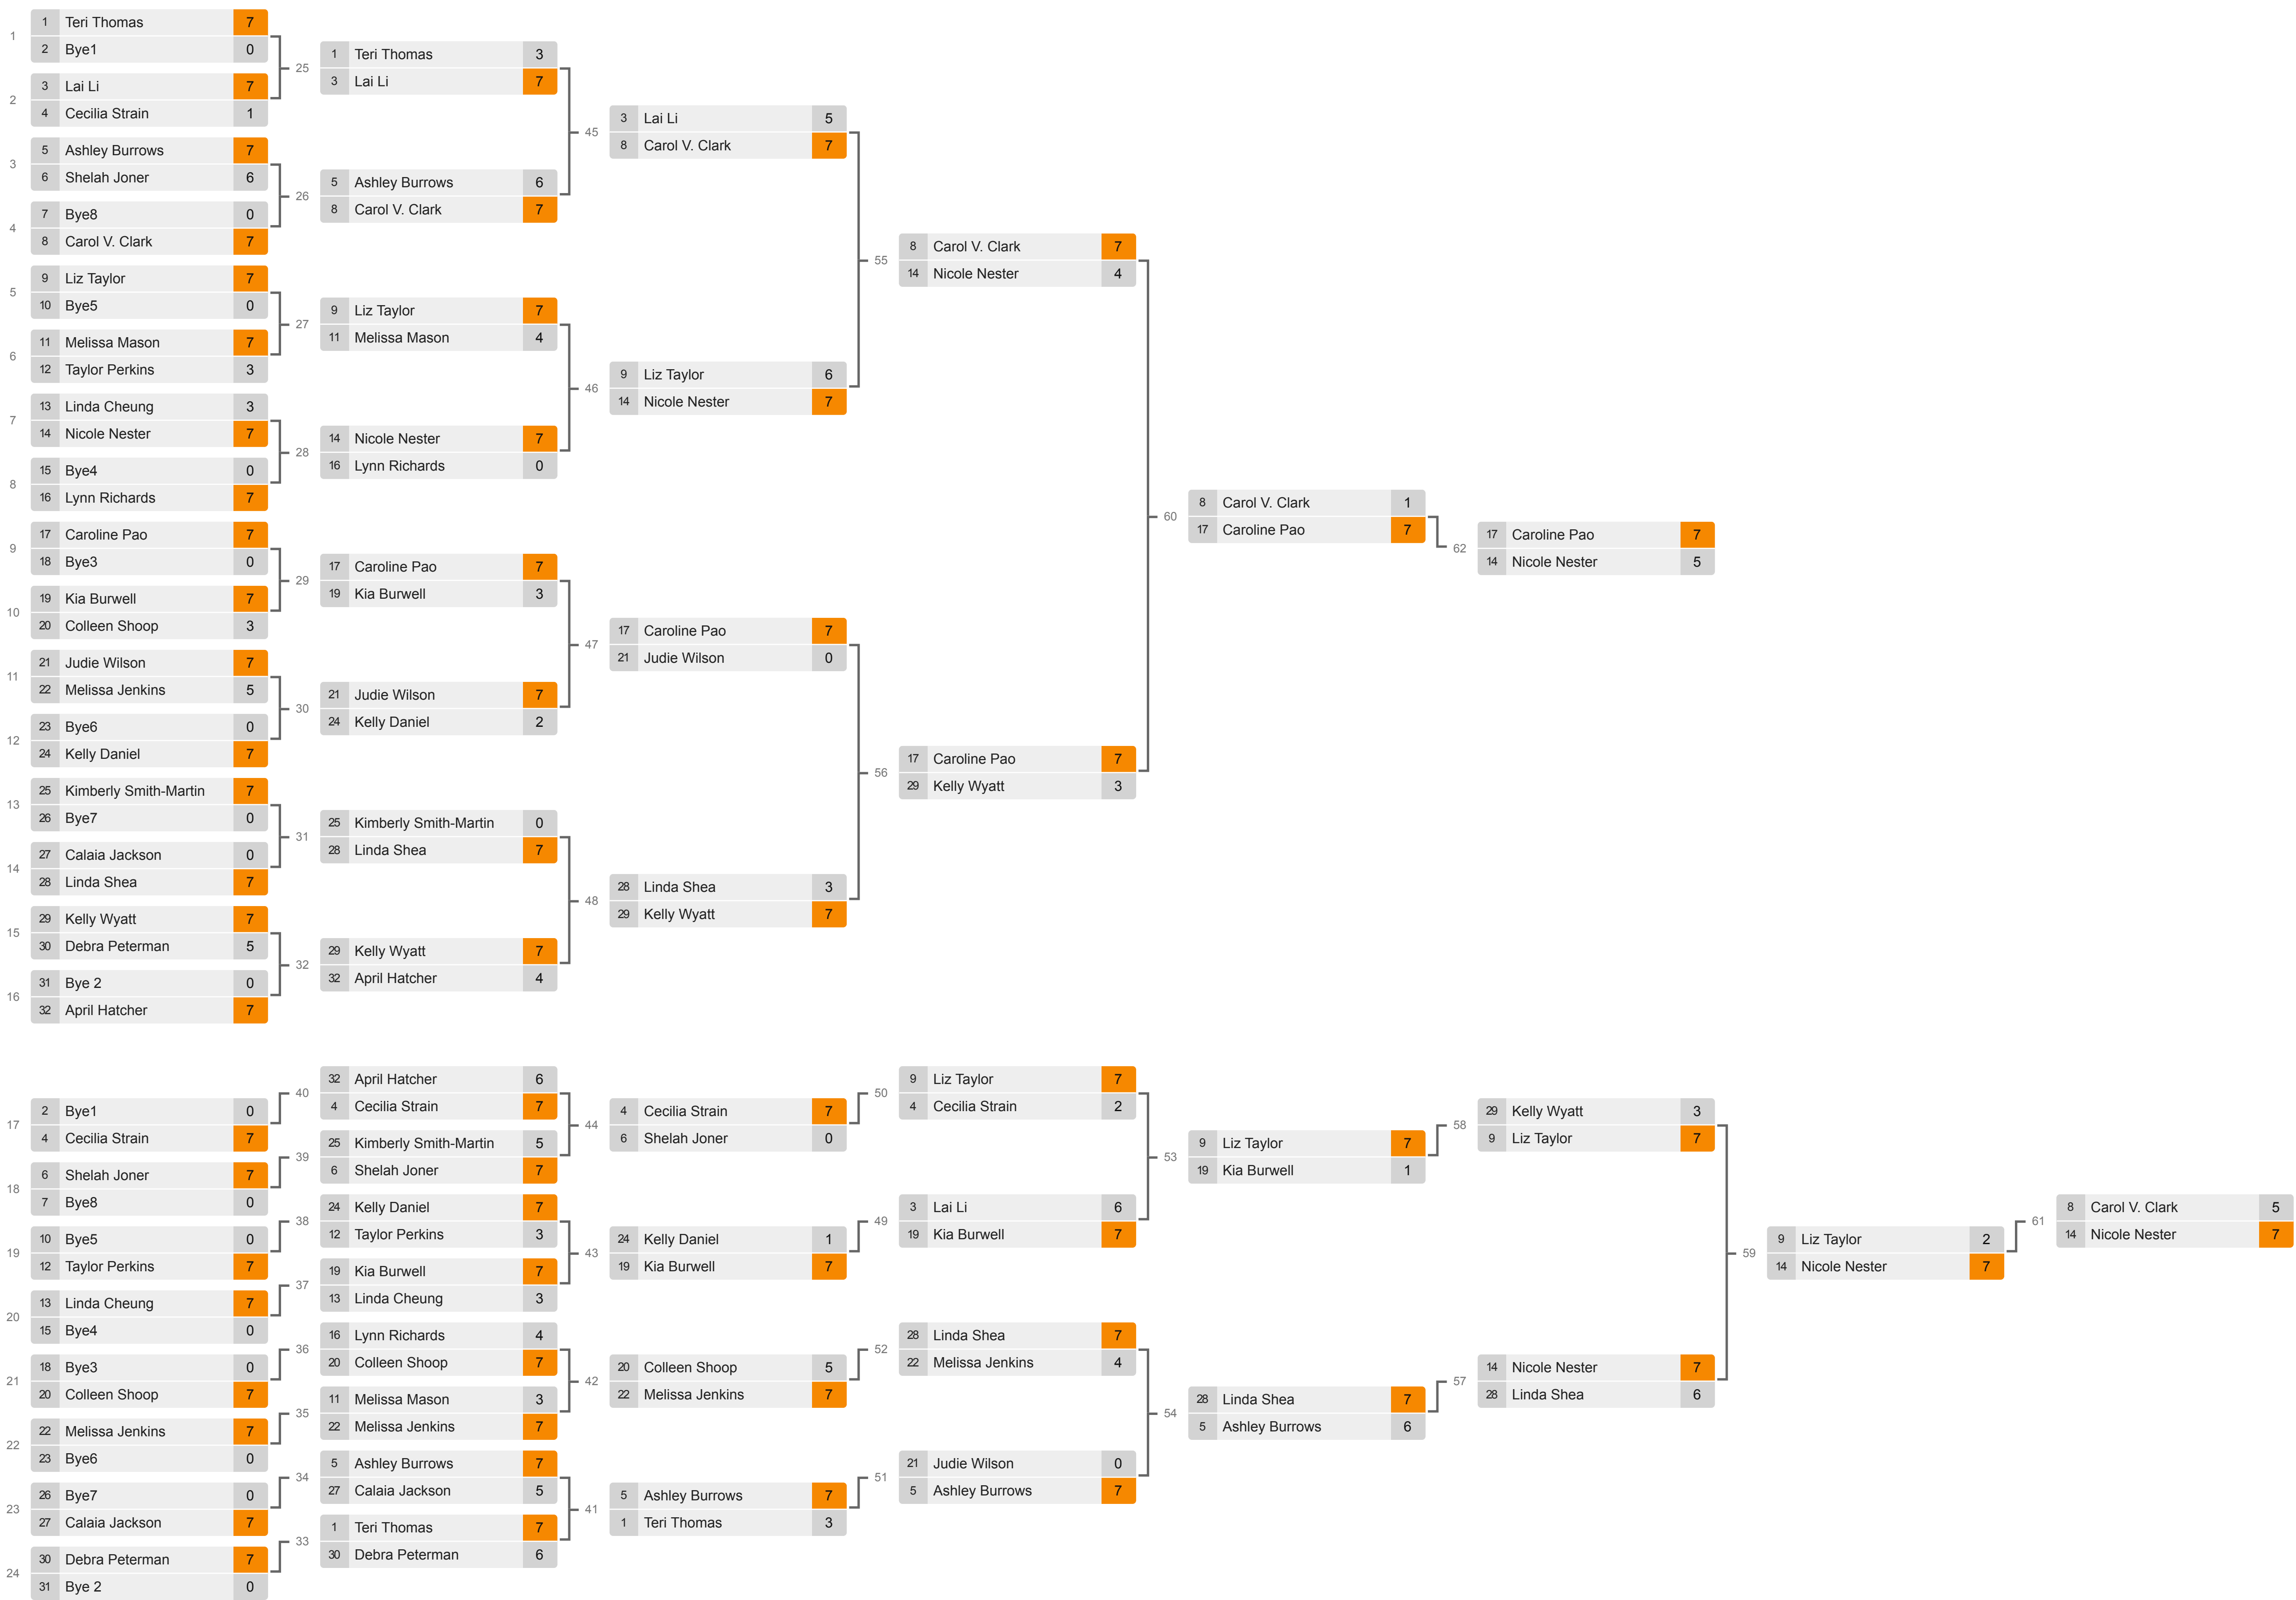 1 Teri Thomas 7
1
2 Bye1 0
3 Lai Li 7
2
4 Cecilia Strain 1
5 Ashley Burrows 7
3
6 Shelah Joner 6
7 Bye8 0
4
8 Carol V. Clark 7
9 Liz Taylor 7
5
10 Bye5 0
11 Melissa Mason 7
6
12 Taylor Perkins 3
13 Linda Cheung 3
7
14 Nicole Nester 7
15 Bye4 0
8
16 Lynn Richards 7
17 Caroline Pao 7
9
18 Bye3 0
19 Kia Burwell 7
10
20 Colleen Shoop 3
21 Judie Wilson 7
11
22 Melissa Jenkins 5
23 Bye6 0
12
24 Kelly Daniel 7
25 Kimberly Smith-Martin 7
13
26 Bye7 0
27 Calaia Jackson 0
14
28 Linda Shea 7
29 Kelly Wyatt 7
15
30 Debra Peterman 5
31 Bye 2 0
16
32 April Hatcher 7
1 Teri Thomas 3
25
3 Lai Li 7
5 Ashley Burrows 6
26
8 Carol V. Clark 7
9 Liz Taylor 7
27
11 Melissa Mason 4
14 Nicole Nester 7
28
16 Lynn Richards 0
17 Caroline Pao 7
29
19 Kia Burwell 3
21 Judie Wilson 7
30
24 Kelly Daniel 2
25 Kimberly Smith-Martin 0
31
28 Linda Shea 7
29 Kelly Wyatt 7
32
32 April Hatcher 4
3 Lai Li 5
45
8 Carol V. Clark 7
9 Liz Taylor 6
46
14 Nicole Nester 7
17 Caroline Pao 7
47
21 Judie Wilson 0
28 Linda Shea 3
48
29 Kelly Wyatt 7
8 Carol V. Clark 7
55
14 Nicole Nester 4
17 Caroline Pao 7
56
29 Kelly Wyatt 3
8 Carol V. Clark 1
60
17 Caroline Pao 7
17 Caroline Pao 7
62
14 Nicole Nester 5
2 Bye1 0
17
4 Cecilia Strain 7
6 Shelah Joner 7
18
7 Bye8 0
10 Bye5 0
19
12 Taylor Perkins 7
13 Linda Cheung 7
20
15 Bye4 0
18 Bye3 0
21
20 Colleen Shoop 7
22 Melissa Jenkins 7
22
23 Bye6 0
26 Bye7 0
23
27 Calaia Jackson 7
30 Debra Peterman 7
24
31 Bye 2 0
32 April Hatcher 6
40
4 Cecilia Strain 7
25 Kimberly Smith-Martin 5
39
6 Shelah Joner 7
24 Kelly Daniel 7
38
12 Taylor Perkins 3
19 Kia Burwell 7
37
13 Linda Cheung 3
16 Lynn Richards 4
36
20 Colleen Shoop 7
11 Melissa Mason 3
35
22 Melissa Jenkins 7
5 Ashley Burrows 7
34
27 Calaia Jackson 5
1 Teri Thomas 7
33
30 Debra Peterman 6
4 Cecilia Strain 7
44
6 Shelah Joner 0
24 Kelly Daniel 1
43
19 Kia Burwell 7
20 Colleen Shoop 5
42
22 Melissa Jenkins 7
5 Ashley Burrows 7
41
1 Teri Thomas 3
9 Liz Taylor 7
50
4 Cecilia Strain 2
3 Lai Li 6
49
19 Kia Burwell 7
28 Linda Shea 7
52
22 Melissa Jenkins 4
21 Judie Wilson 0
51
5 Ashley Burrows 7
9 Liz Taylor 7
53
19 Kia Burwell 1
28 Linda Shea 7
54
5 Ashley Burrows 6
29 Kelly Wyatt 3
58
9 Liz Taylor 7
14 Nicole Nester 7
57
28 Linda Shea 6
9 Liz Taylor 2
59
14 Nicole Nester 7
8 Carol V. Clark 5
61
14 Nicole Nester 7